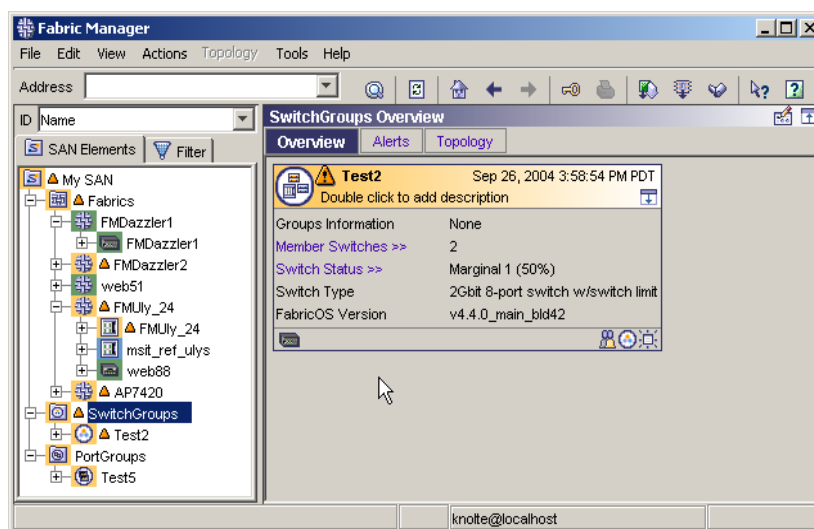 Fabric Manager
File Edit View Actions Topology Tools Help
Address
ID Name
SAN Elements Filter
My SAN
Fabrics
FMDazzler1
FMDazzler1
FMDazzler2
web51
FMUly_24
FMUly_24
msit_ref_ulys
web88
AP7420
SwitchGroups
Test2
PortGroups
Test5
SwitchGroups Overview
Overview Alerts Topology
Test2 Sep 26, 2004 3:58:54 PM PDT
Double click to add description
Groups Information None
Member Switches >> 2
Switch Status >> Marginal 1 (50%)
Switch Type 2Gbit 8-port switch w/switch limit
FabricOS Version v4.4.0_main_bld42
knolte@localhost